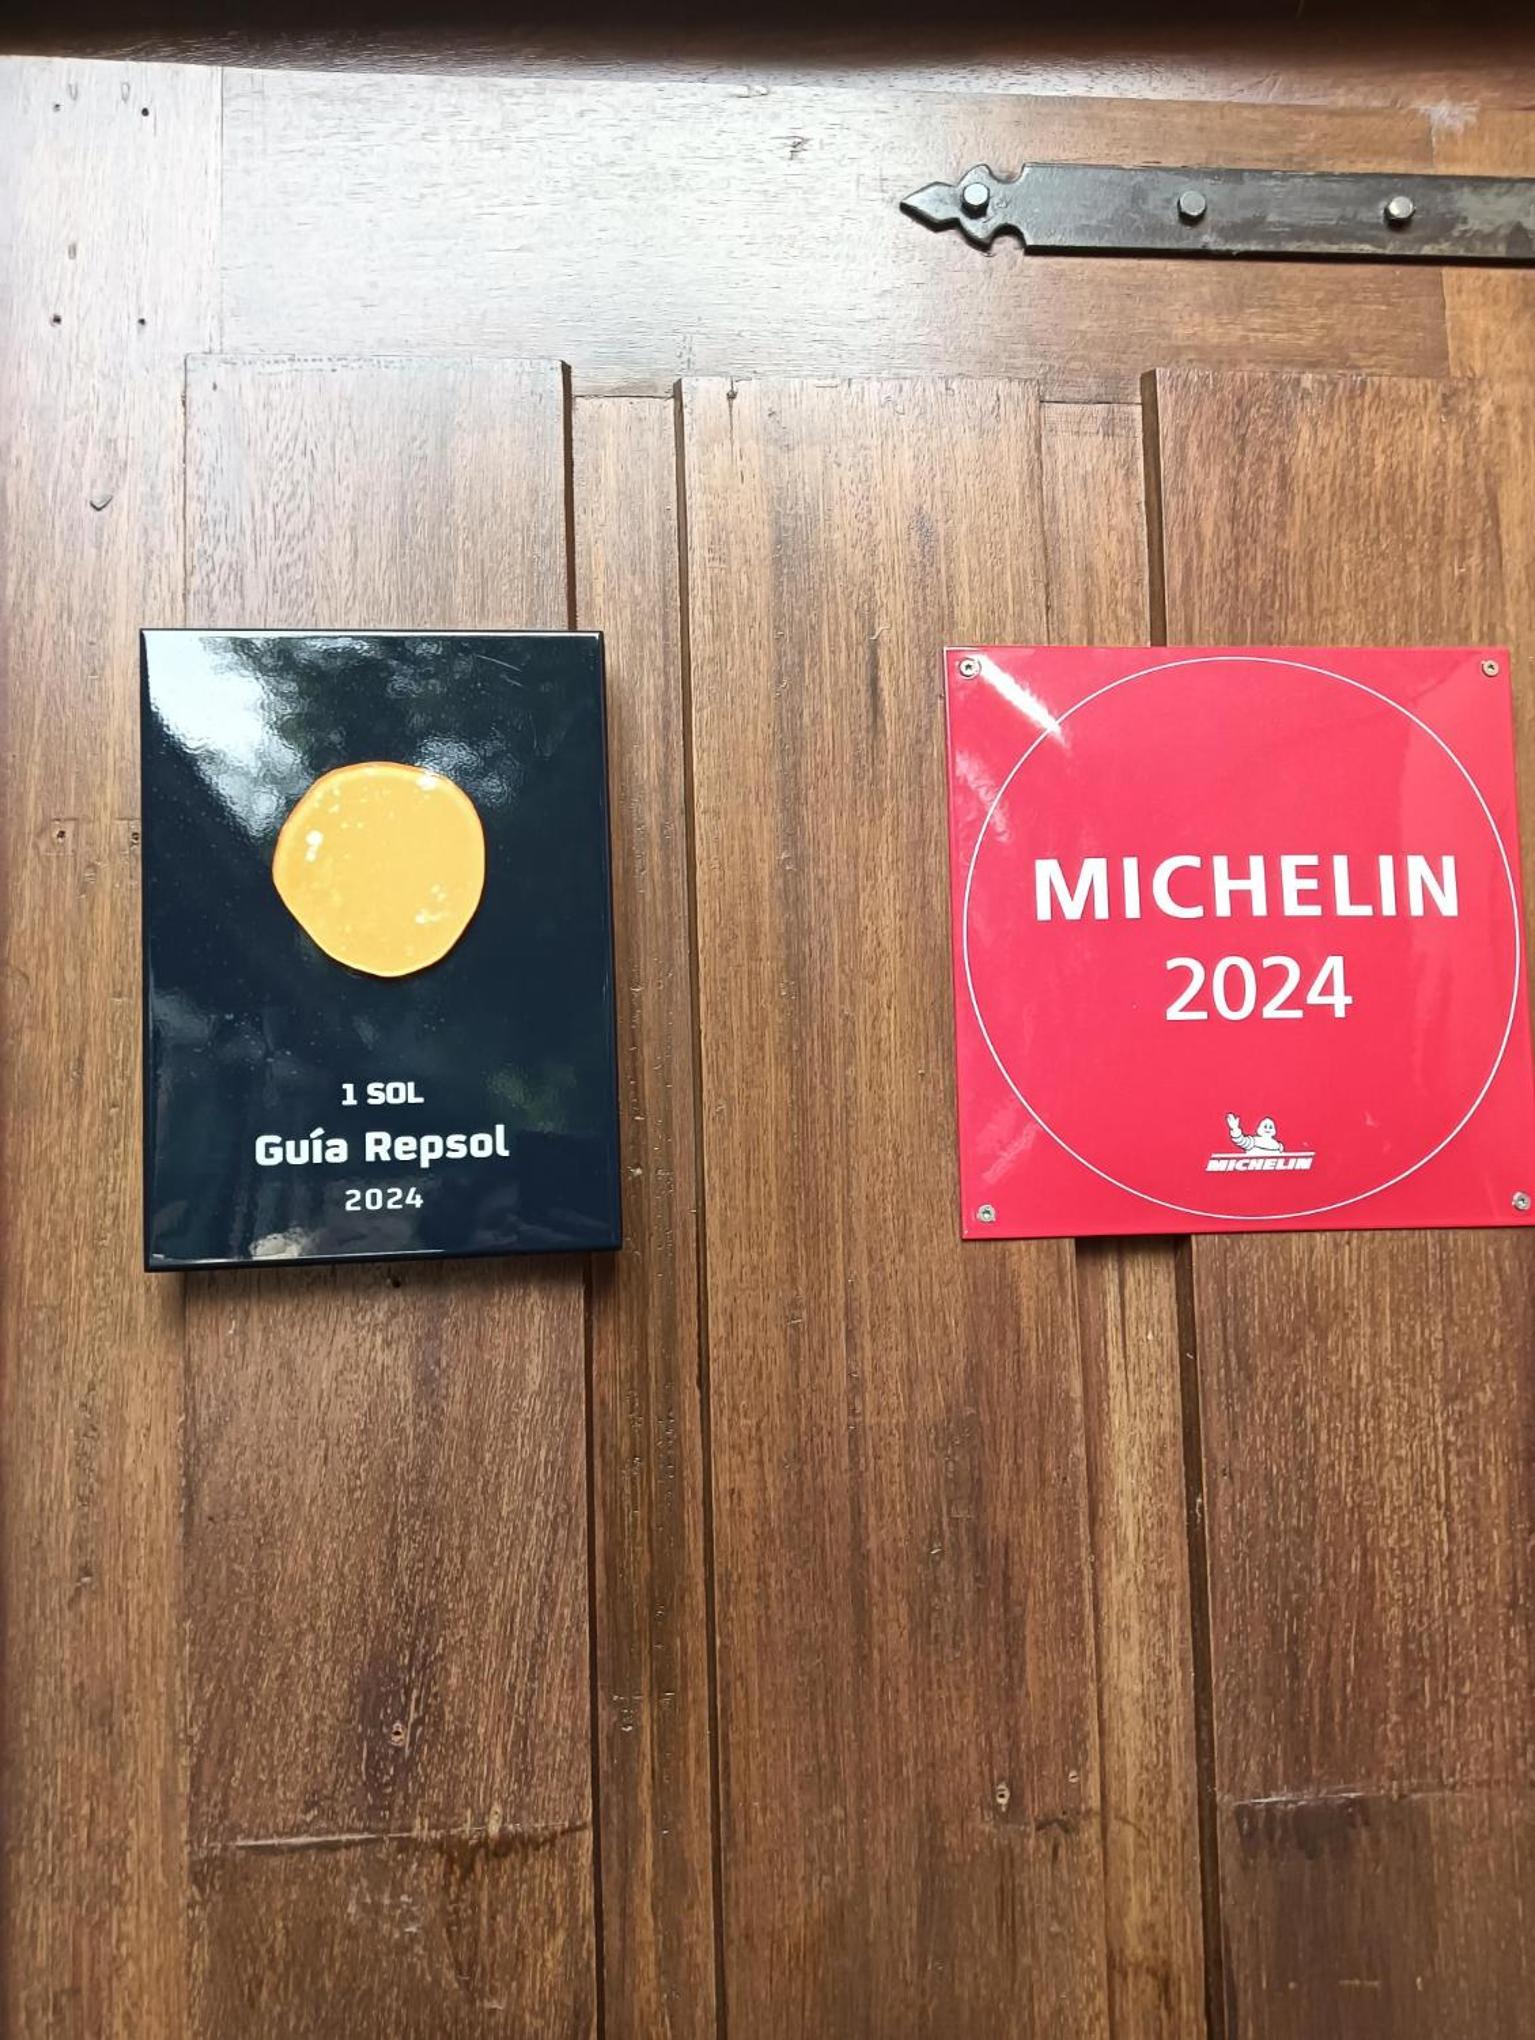 1 SOL
Guía Repsol
2024
MICHELIN
2024
MICHELIN